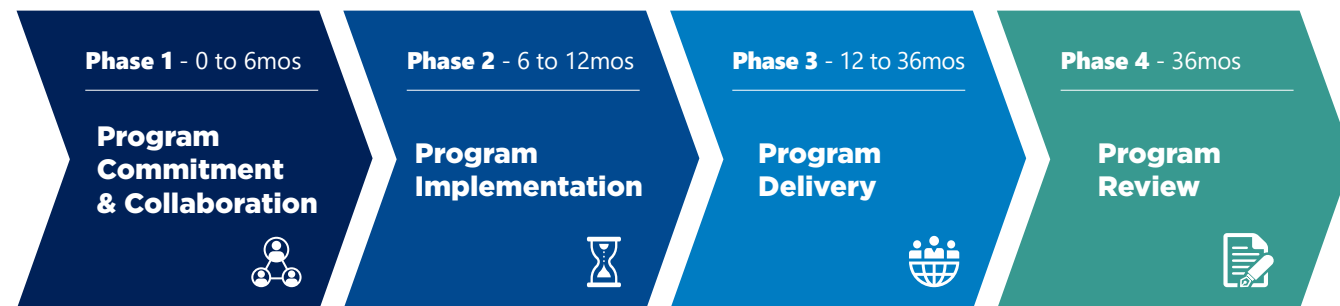 Phase 1 - 0 to 6mos
Program
Commitment
& Collaboration
Phase 2 - 6 to 12mos
Program
Implementation
Phase 3 - 12 to 36mos
Program
Delivery
Phase 4 - 36mos
Program
Review